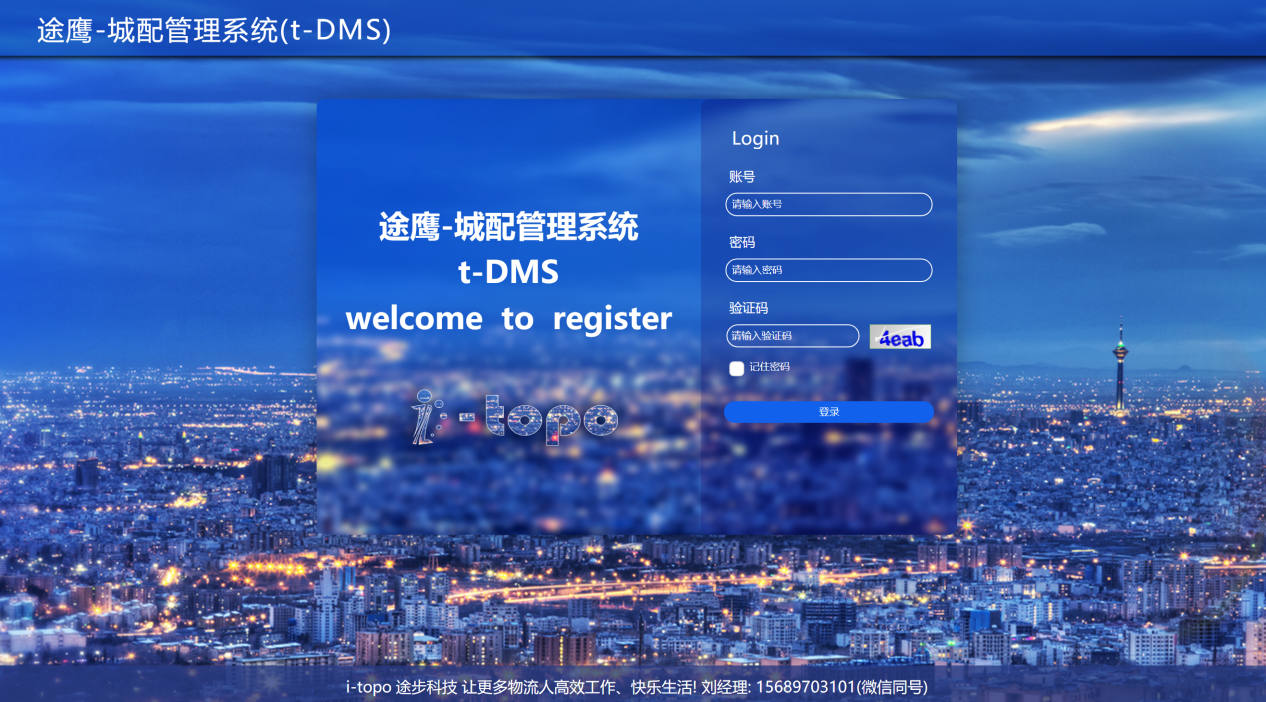 途鹰-城配管理系统(t-DMS)
途鹰-城配管理系统
t-DMS
welcome to register
i-topo
Login
账号
请输入账号
密码
请输入密码
验证码
请输入验证码
4eab
记住密码
登录
i-topo 途步科技 让更多物流人高效工作、快乐生活! 刘经理: 15689703101(微信同号)